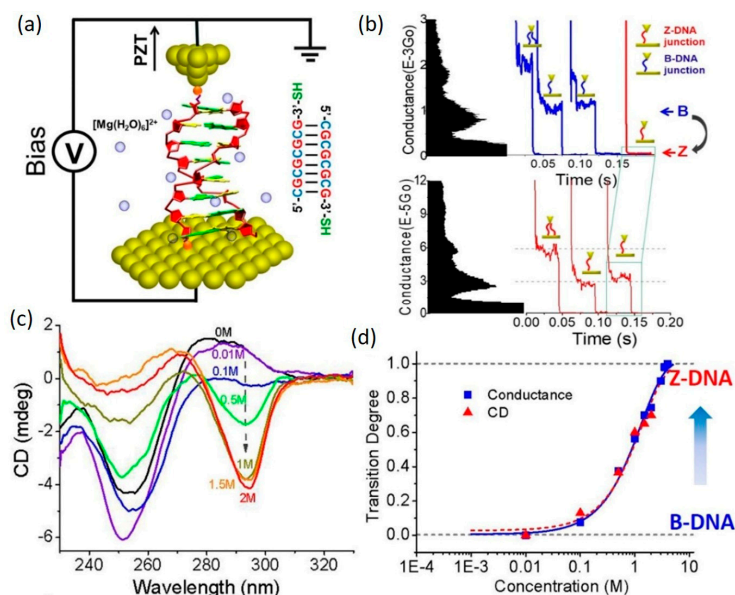 (a)
PZT
[Mg(H₂O)₆]²⁺
Bias
V
5'-CGCGCG-3'-SH
5'-CGCGCGCG-3'-SH
(b)
Conductance(E-3Go)
3
2
1
0
Z-DNA
junction
B-DNA
junction
B
Z
0.05 0.10 0.15
Time (s)
Conductance(E-5Go)
12
9
6
3
0
0.00 0.05 0.10 0.15 0.20
Time (s)
(c)
CD (mdeg)
2
0
-2
-4
-6
0M
0.01M
0.1M
0.5M
1M
1.5M
2M
240 260 280 300 320
Wavelength (nm)
(d)
Transition Degree
1.0
0.8
0.6
0.4
0.2
0.0
Conductance
CD
Z-DNA
B-DNA
1E-4 1E-3 0.01 0.1 1 10
Concentration (M)